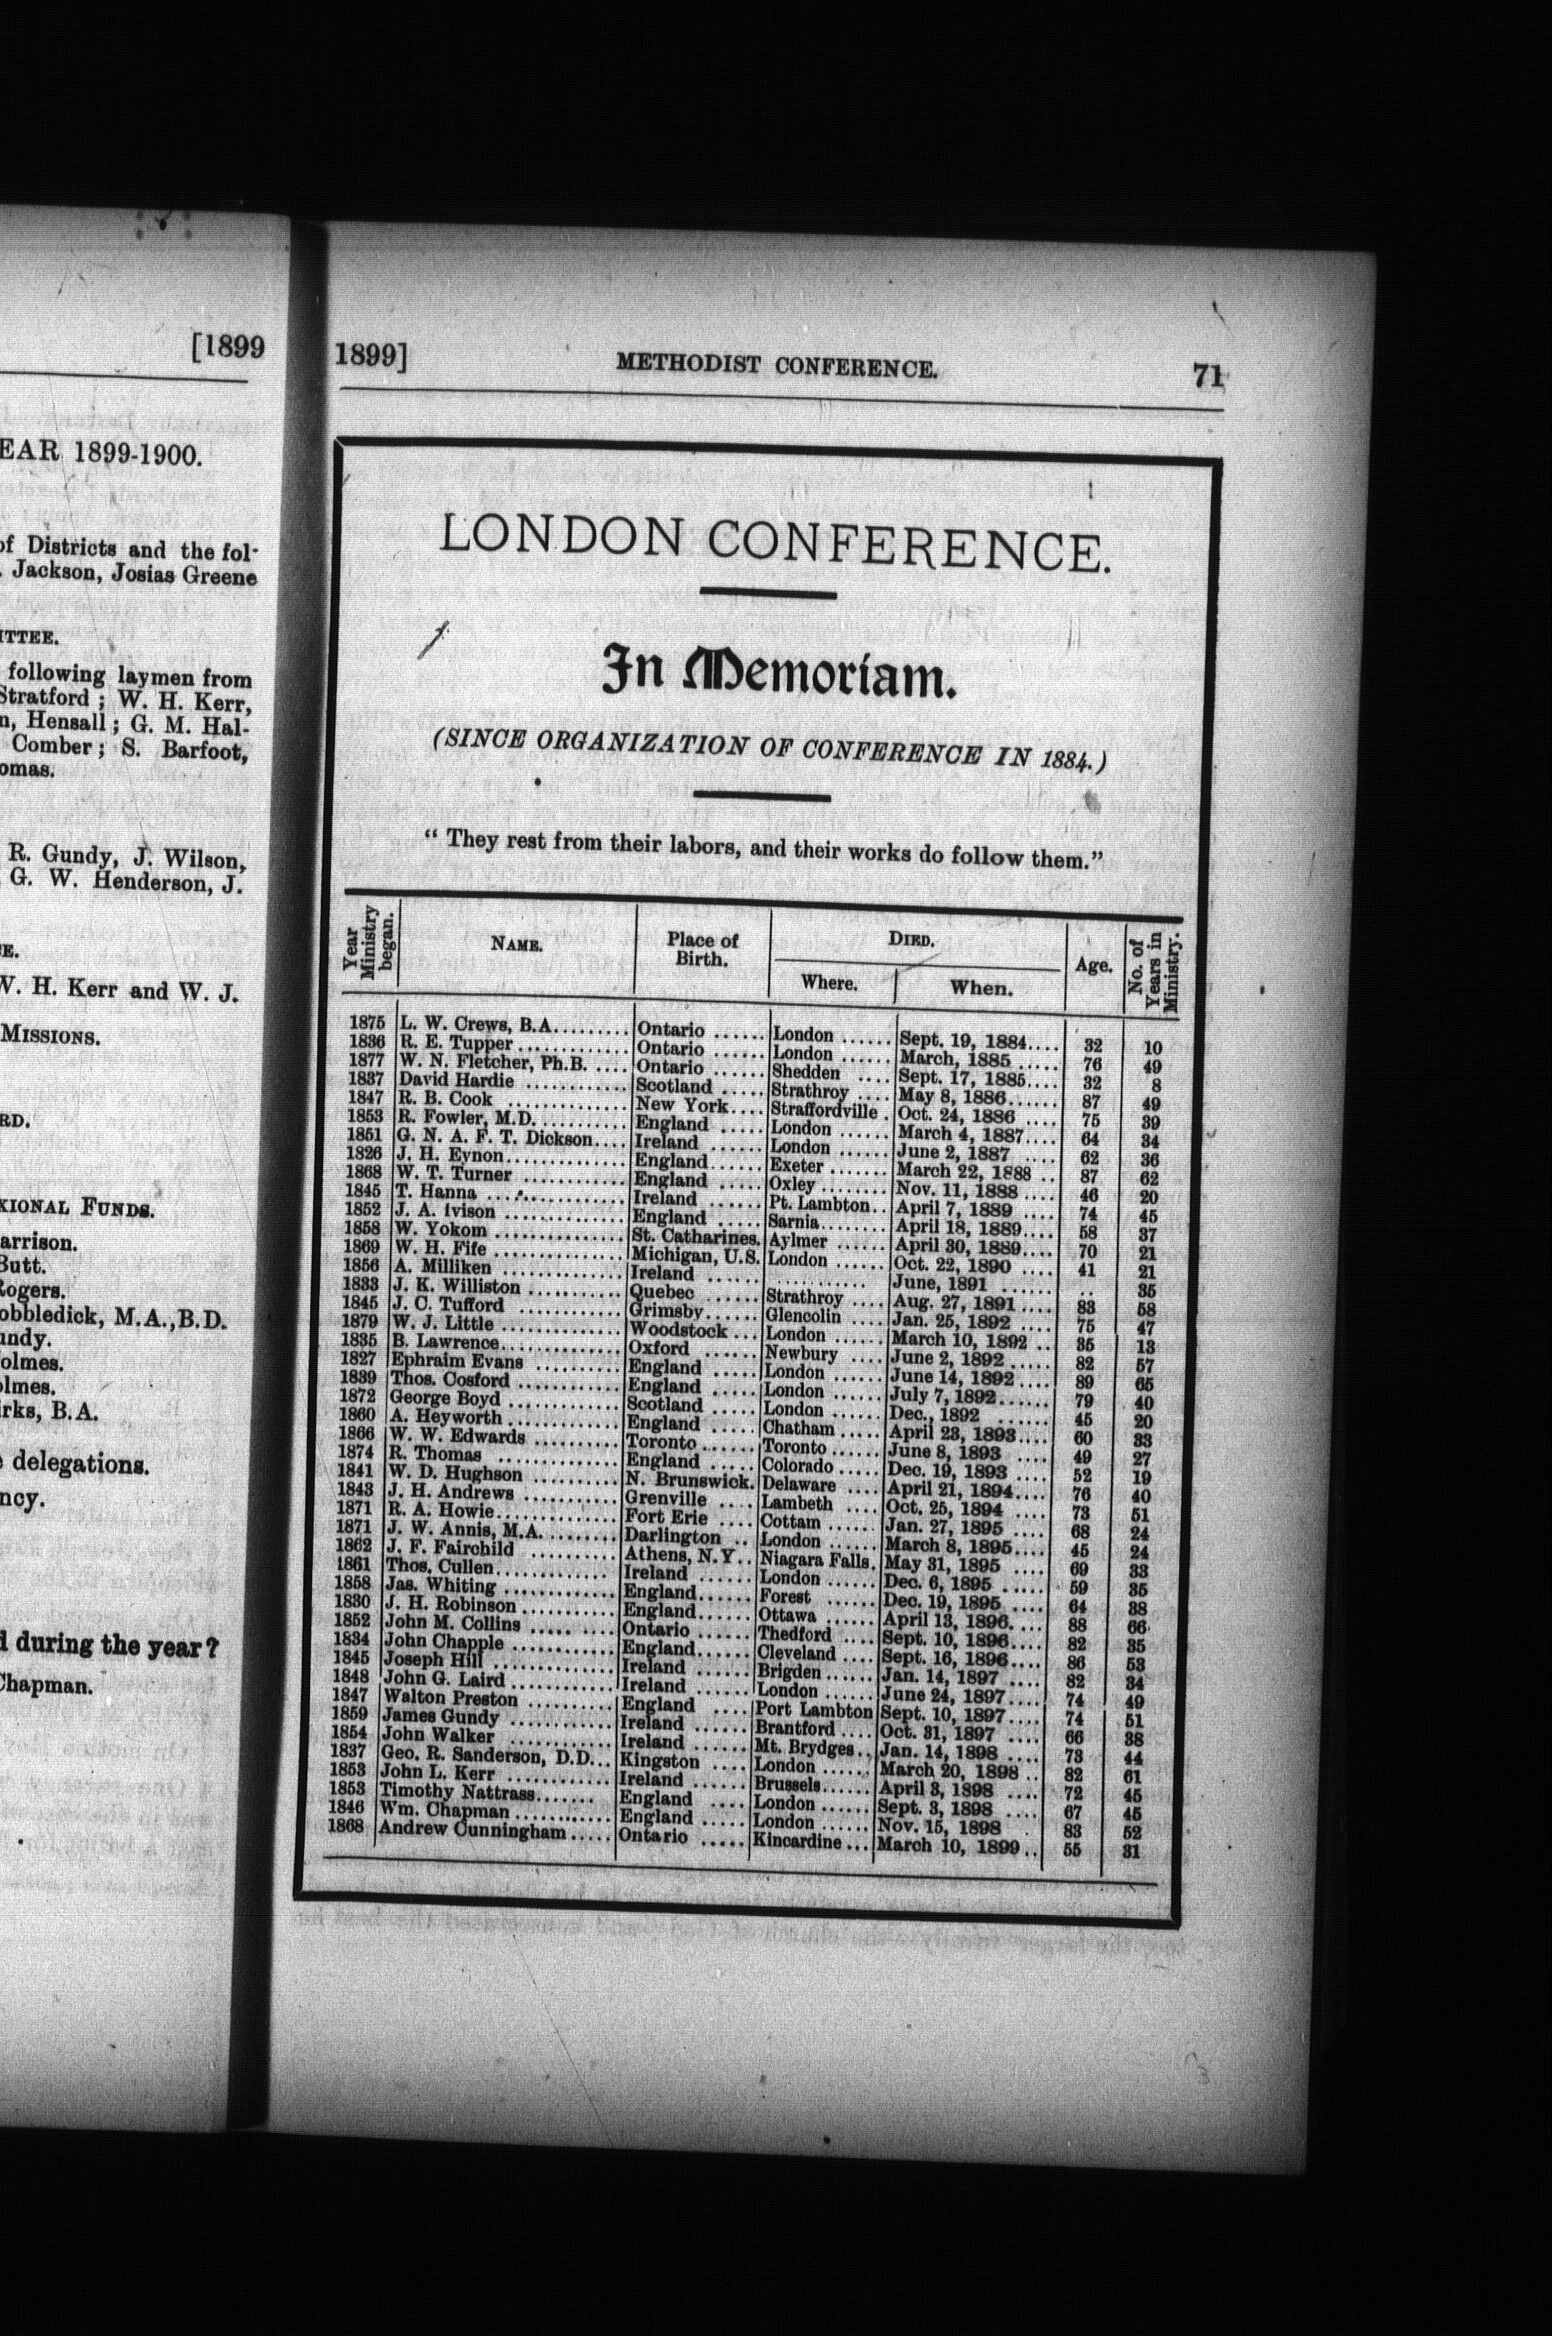 [1899
EAR 1899-1900.
of Districts and the fol-
. Jackson, Josias Greene
ITTEE.
following laymen from
Stratford ; W. H. Kerr,
n, Hensall ; G. M. Hal-
Comber ; S. Barfoot,
omas.
R. Gundy, J. Wilson,
, G. W. Henderson, J.
E.
W. H. Kerr and W. J.
MISSIONS.
RD.
XIONAL FUNDS.
arrison.
Butt.
Rogers.
obbledick, M.A., B.D.
undy.
olmes.
olmes.
irks, B.A.
e delegations.
ncy.
d during the year ?
Chapman.
1899] METHODIST CONFERENCE. 71
LONDON CONFERENCE.
In Memoriam.
(SINCE ORGANIZATION OF CONFERENCE IN 1884.)
“ They rest from their labors, and their works do follow them.”
Year Ministry began. NAME. Place of Birth. DIED. Where. When. Age. No. of Years in Ministry.
1875 L. W. Crews, B.A. Ontario London Sept. 19, 1884 32 10
1836 R. E. Tupper Ontario London March, 1885 76 49
1877 W. N. Fletcher, Ph.B. Ontario Shedden Sept. 17, 1885 32 8
1837 David Hardie Scotland Strathroy May 8, 1886 87 49
1847 R. B. Cook New York Straffordville Oct. 24, 1886 75 39
1853 R. Fowler, M.D. England London March 4, 1887 64 34
1851 G. N. A. F. T. Dickson Ireland London June 2, 1887 62 36
1826 J. H. Eynon England Exeter March 22, 1888 87 62
1868 W. T. Turner England Oxley Nov. 11, 1888 46 20
1845 T. Hanna Ireland Pt. Lambton April 7, 1889 74 45
1852 J. A. Ivison England Sarnia April 18, 1889 58 37
1858 W. Yokom St. Catharines. Aylmer April 30, 1889 70 21
1869 W. H. Fife Michigan, U.S. London Oct. 22, 1890 41 21
1856 A. Milliken Ireland .......... June, 1891 .. 35
1833 J. K. Williston Quebec Strathroy Aug. 27, 1891 83 58
1845 J. C. Tufford Grimsby Glencolin Jan. 25, 1892 75 47
1879 W. J. Little Woodstock London March 10, 1892 35 13
1835 B. Lawrence Oxford Newbury June 2, 1892 82 57
1827 Ephraim Evans England London June 14, 1892 89 65
1839 Thos. Cosford England London July 7, 1892 79 40
1872 George Boyd Scotland London Dec., 1892 45 20
1860 A. Heyworth England Chatham April 23, 1893 60 33
1866 W. W. Edwards Toronto Toronto June 8, 1893 49 27
1874 R. Thomas England Colorado Dec. 19, 1893 52 19
1841 W. D. Hughson N. Brunswick. Delaware April 21, 1894 76 40
1843 J. H. Andrews Grenville Lambeth Oct. 25, 1894 73 51
1871 R. A. Howie Fort Erie Cottam Jan. 27, 1895 68 24
1871 J. W. Annis, M.A. Darlington London March 8, 1895 45 24
1862 J. F. Fairchild Athens, N.Y. Niagara Falls. May 31, 1895 69 33
1861 Thos. Cullen Ireland London Dec. 6, 1895 59 35
1858 Jas. Whiting England Forest Dec. 19, 1895 64 38
1830 J. H. Robinson England Ottawa April 13, 1896 88 66
1852 John M. Collins Ontario Thedford Sept. 10, 1896 82 35
1834 John Chapple England Cleveland Sept. 16, 1896 86 53
1845 Joseph Hill Ireland Brigden Jan. 14, 1897 82 34
1848 John G. Laird Ireland London June 24, 1897 74 49
1847 Walton Preston England Port Lambton Sept. 10, 1897 74 51
1859 James Gundy Ireland Brantford Oct. 31, 1897 66 38
1854 John Walker Ireland Mt. Brydges Jan. 14, 1898 73 44
1837 Geo. R. Sanderson, D.D. Kingston London March 20, 1898 82 61
1853 John L. Kerr Ireland Brussels April 3, 1898 72 45
1853 Timothy Nattrass England London Sept. 3, 1898 67 45
1846 Wm. Chapman England London Nov. 15, 1898 83 52
1868 Andrew Cunningham Ontario Kincardine March 10, 1899 55 31